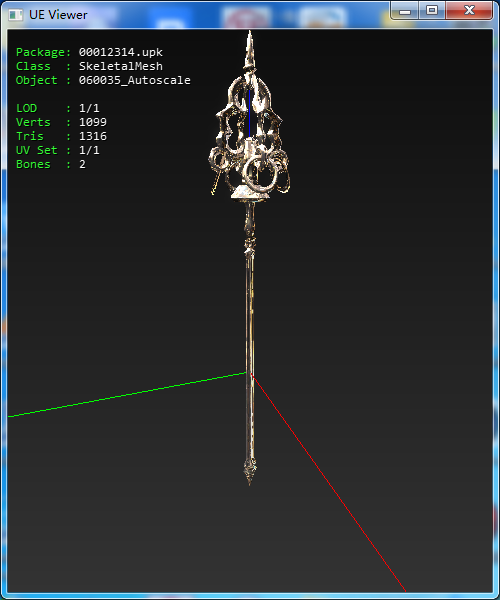 UE Viewer
Package: 00012314.upk
Class  : SkeletalMesh
Object : 060035_Autoscale
LOD    : 1/1
Verts  : 1099
Tris   : 1316
UV Set : 1/1
Bones  : 2